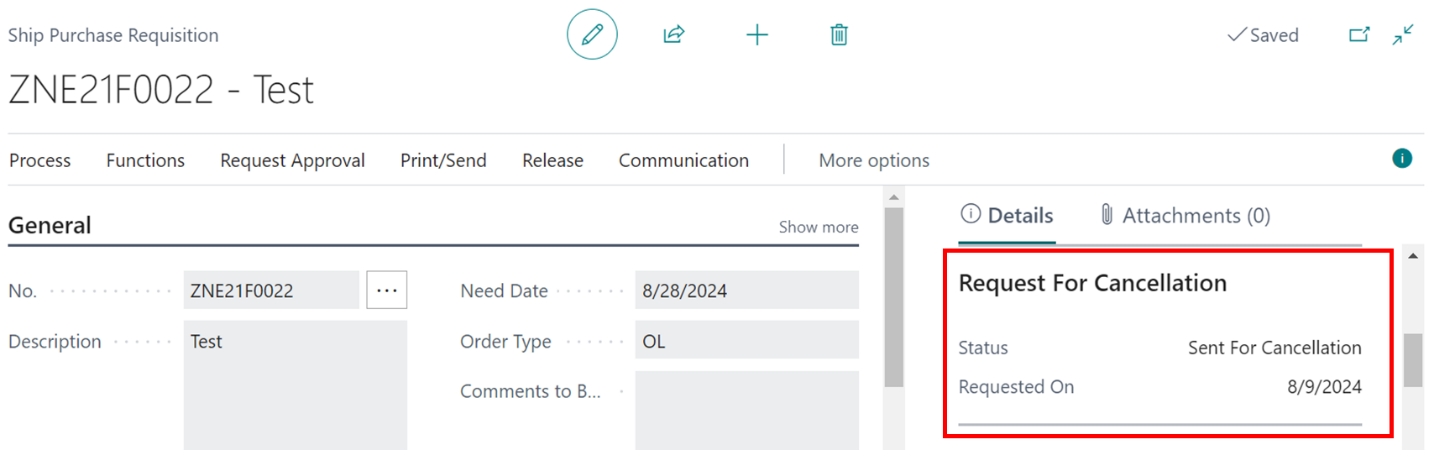 Ship Purchase Requisition
Saved
ZNE21F0022 - Test
Process Functions Request Approval Print/Send Release Communication More options
General Show more
No. ZNE21F0022 ...
Need Date 8/28/2024
Description Test
Order Type OL
Comments to B...
Details Attachments (0)
Request For Cancellation
Status Sent For Cancellation
Requested On 8/9/2024